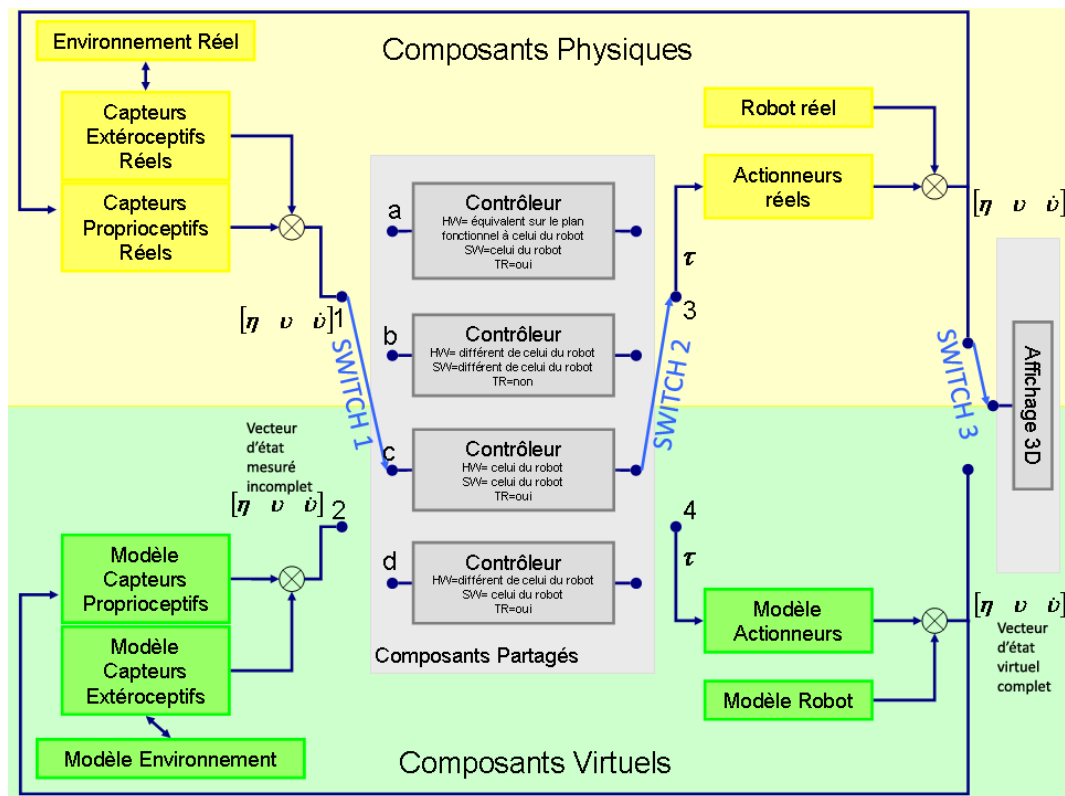 Composants Physiques
Environnement Réel
Capteurs
Extéroceptifs
Réels
Capteurs
Proprioceptifs
Réels
[η υ υ̇]
1
SWITCH 1
a
Contrôleur
HW= équivalent sur le plan
fonctionnel à celui du robot
SW=celui du robot
TR=oui
b
Contrôleur
HW= différent de celui du robot
SW=différent de celui du robot
TR=non
c
Contrôleur
HW= celui du robot
SW= celui du robot
TR=oui
d
Contrôleur
HW=différent de celui du robot
SW= celui du robot
TR=oui
Composants Partagés
SWITCH 2
Robot réel
Actionneurs
réels
τ
3
[η υ υ̇]
SWITCH 3
Affichage 3D
Vecteur
d'état
mesuré
incomplet
[η υ υ̇]
2
Modèle
Capteurs
Proprioceptifs
Modèle
Capteurs
Extéroceptifs
Modèle Environnement
4
τ
Modèle
Actionneurs
Modèle Robot
[η υ υ̇]
Vecteur
d'état
virtuel
complet
Composants Virtuels